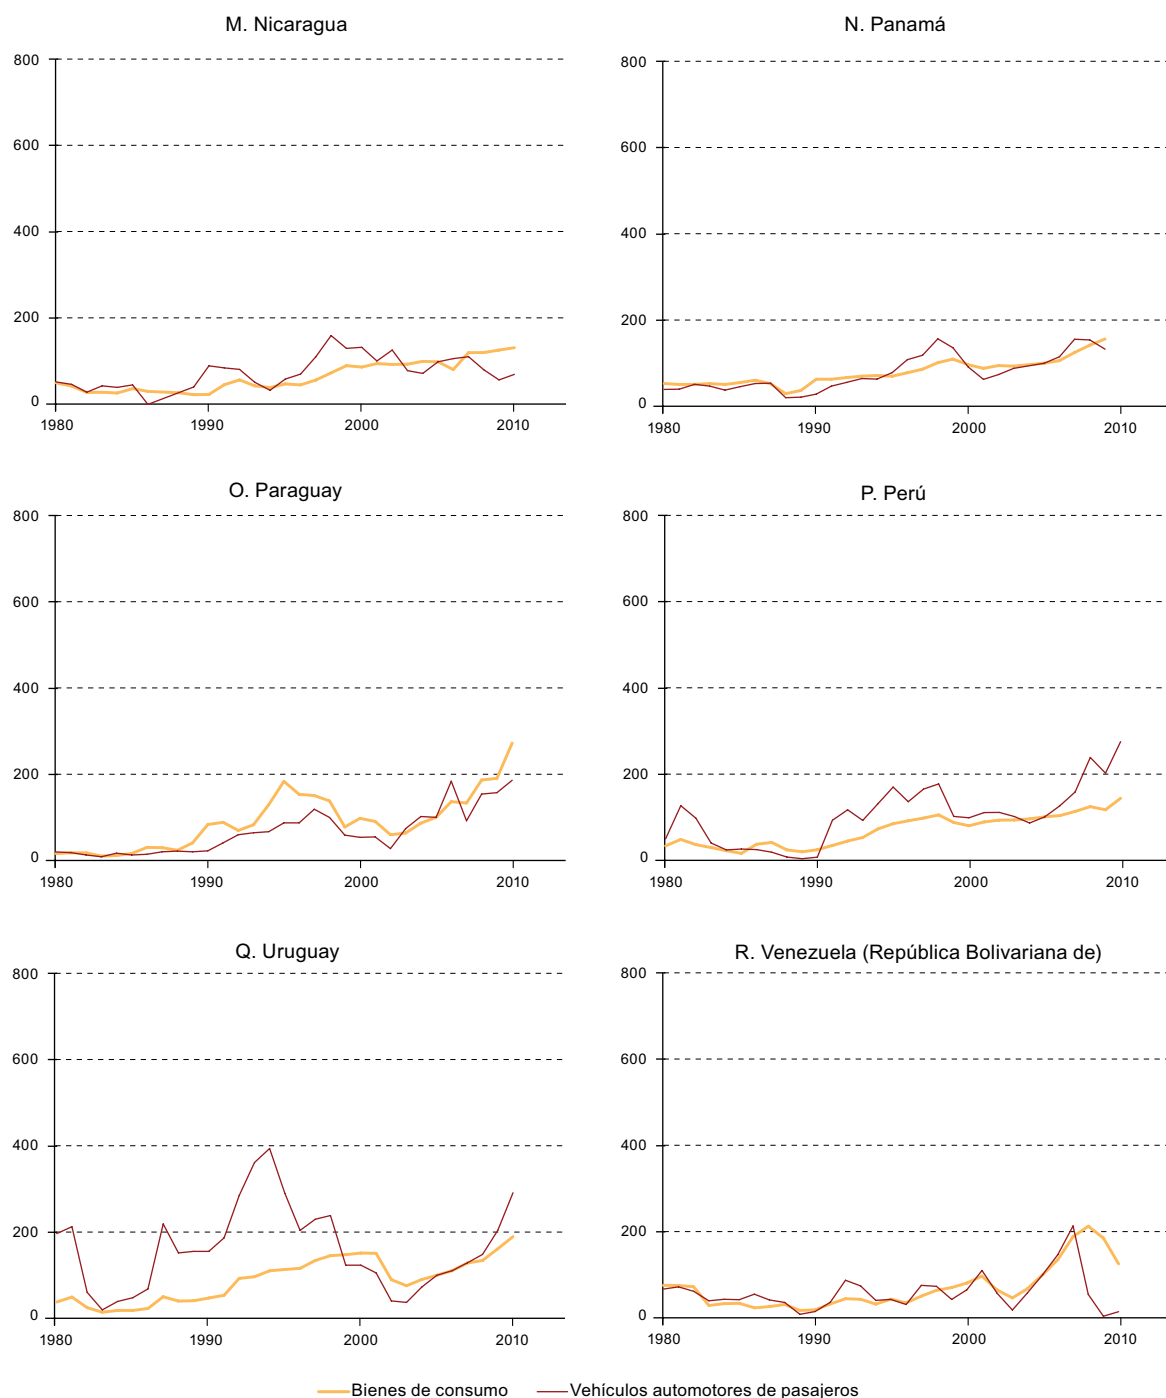 M. Nicaragua
N. Panamá
800
600
400
200
0
1980 1990 2000 2010
800
600
400
200
0
1980 1990 2000 2010
O. Paraguay
P. Perú
800
600
400
200
0
1980 1990 2000 2010
800
600
400
200
0
1980 1990 2000 2010
Q. Uruguay
R. Venezuela (República Bolivariana de)
800
600
400
200
0
1980 1990 2000 2010
800
600
400
200
0
1980 1990 2000 2010
Bienes de consumo Vehículos automotores de pasajeros